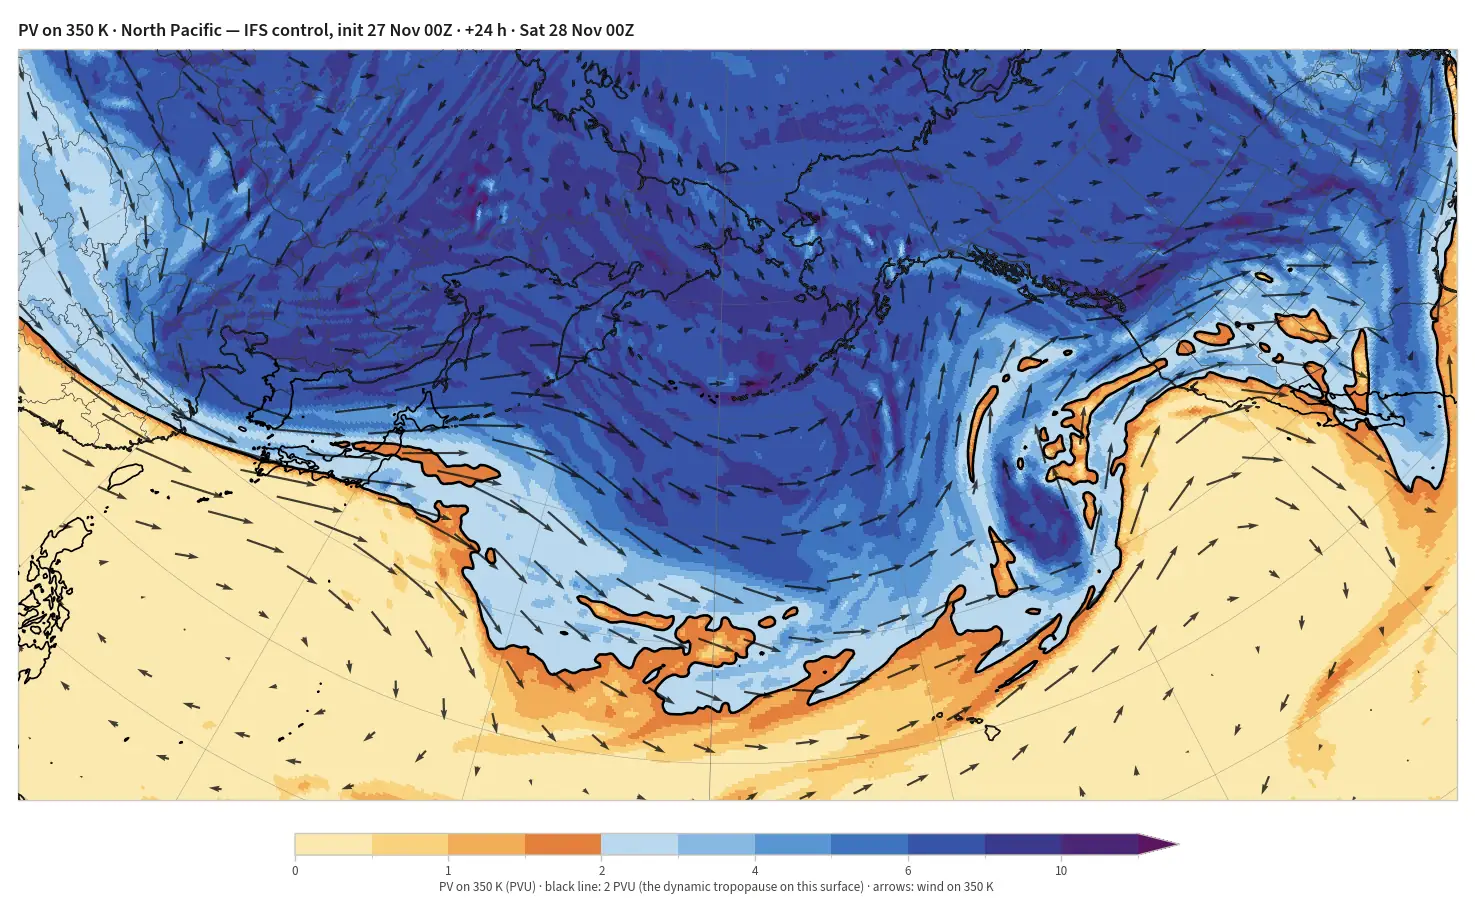 PV on 350 K · North Pacific — IFS control, init 27 Nov 00Z · +24 h · Sat 28 Nov 00Z
0 1 2 4 6 10
PV on 350 K (PVU) · black line: 2 PVU (the dynamic tropopause on this surface) · arrows: wind on 350 K